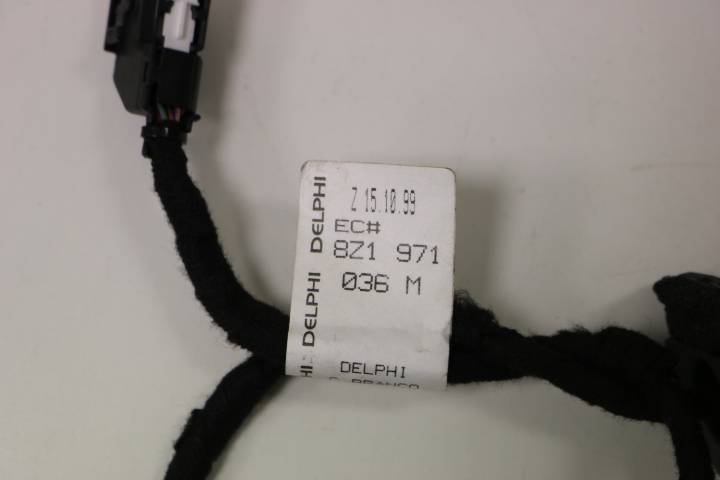 Z 15.10.99
EC#
8Z1 971
036 M
DELPHI
DELPHI
DELPHI